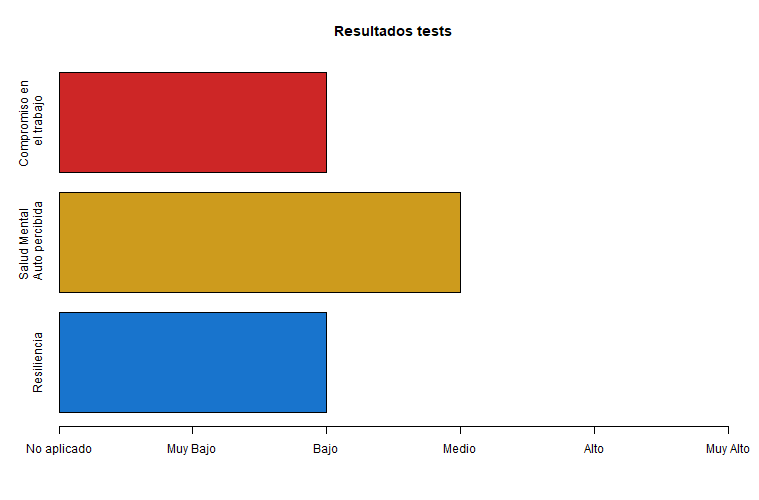 Resultados tests
Compromiso en
el trabajo
Salud Mental
Auto percibida
Resiliencia
No aplicado
Muy Bajo
Bajo
Medio
Alto
Muy Alto